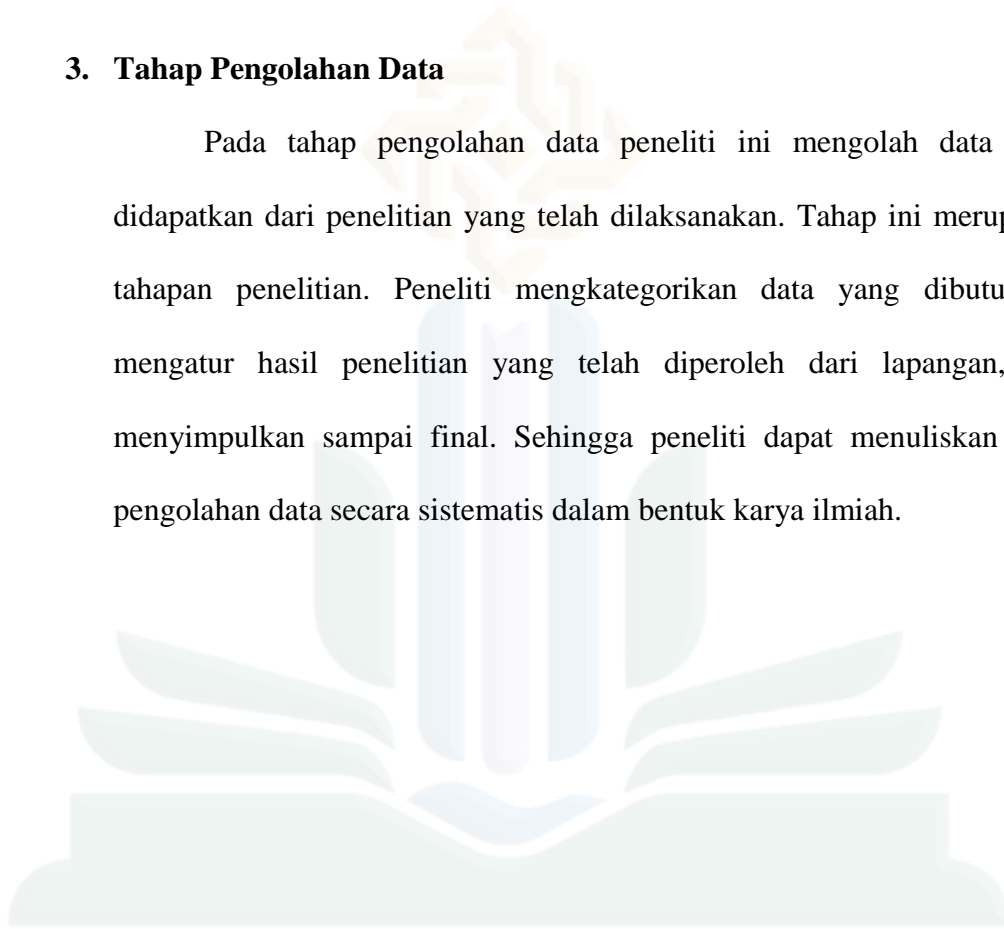 3. Tahap Pengolahan Data
Pada tahap pengolahan data peneliti ini mengolah data
didapatkan dari penelitian yang telah dilaksanakan. Tahap ini
tahapan penelitian. Peneliti mengkategorikan data yang
mengatur hasil penelitian yang telah diperoleh dari lapangan,
menyimpulkan sampai final. Sehingga peneliti dapat menuliskan
pengolahan data secara sistematis dalam bentuk karya ilmiah.